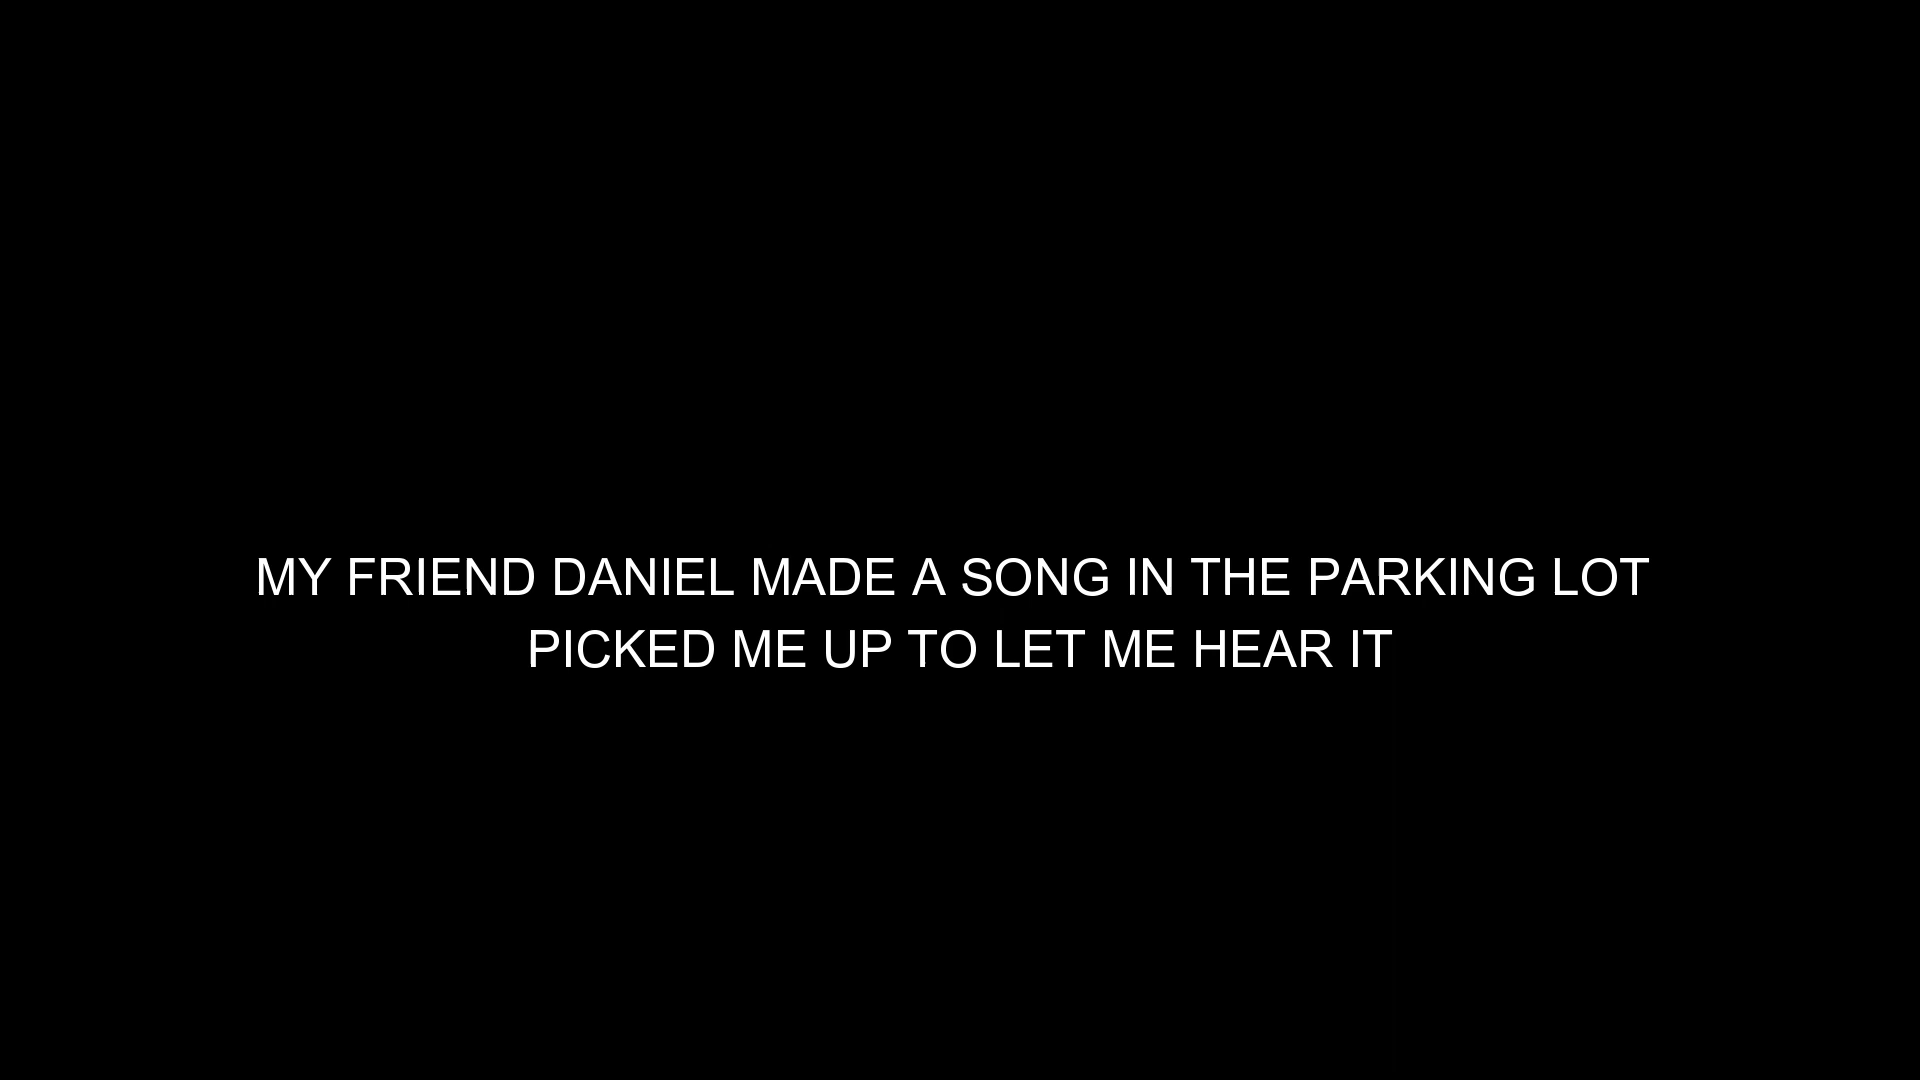 MY FRIEND DANIEL MADE A SONG IN THE PARKING LOT
PICKED ME UP TO LET ME HEAR IT